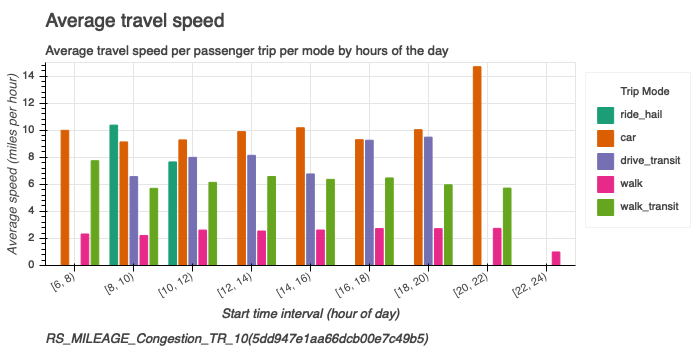 Average travel speed
Average travel speed per passenger trip per mode by hours of the day
Average speed (miles per hour)
14
12
10
8
6
4
2
0
[6, 8)
[8, 10)
[10, 12)
[12, 14)
[14, 16)
[16, 18)
[18, 20)
[20, 22)
[22, 24)
Start time interval (hour of day)
Trip Mode
ride_hail
car
drive_transit
walk
walk_transit
RS_MILEAGE_Congestion_TR_10(5dd947e1aa66dcb00e7c49b5)